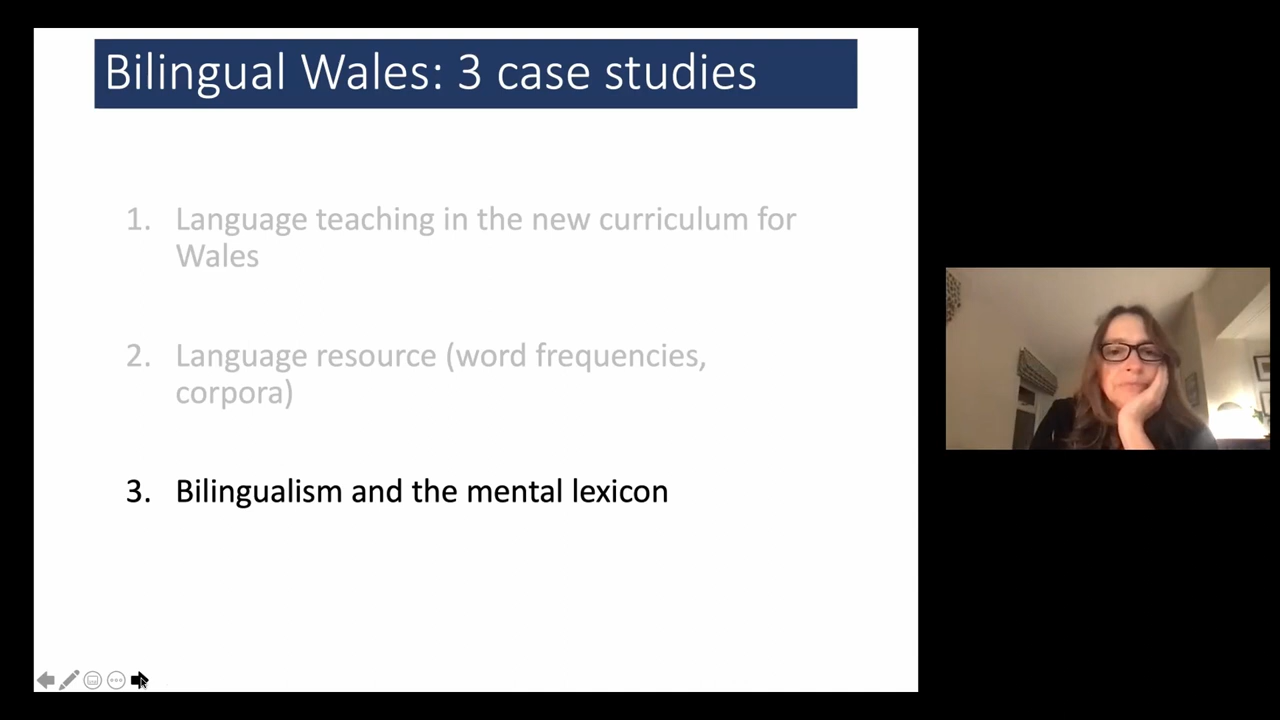 Bilingual Wales: 3 case studies
1. Language teaching in the new curriculum for
Wales
2. Language resource (word frequencies,
corpora)
3. Bilingualism and the mental lexicon